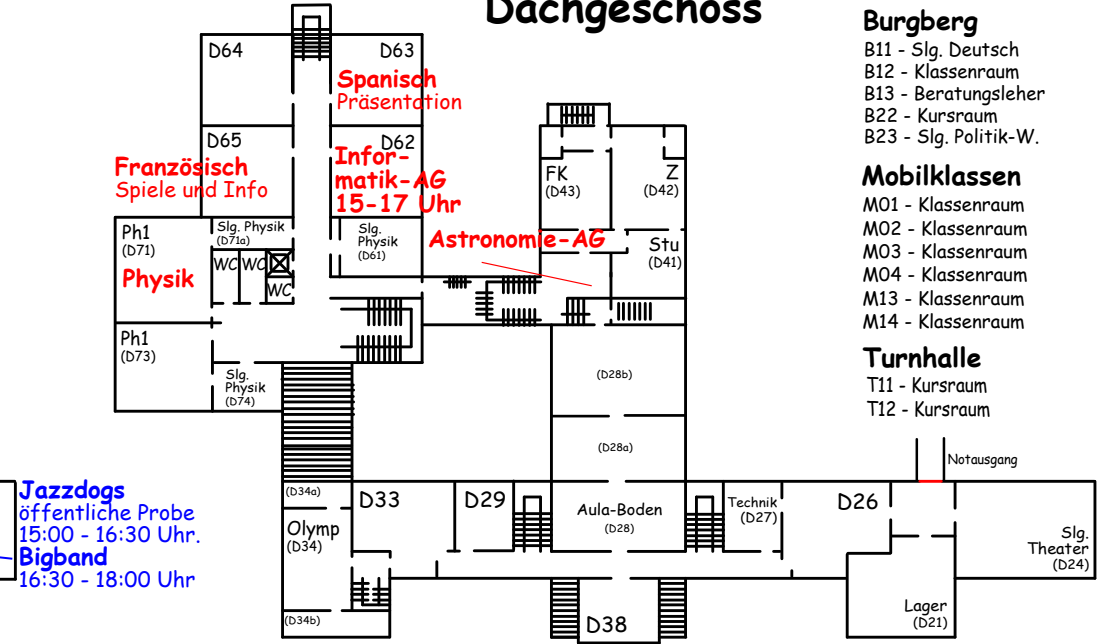 Dachgeschoss
D64
D63
Spanisch
Präsentation
D65
D62
Französisch
Spiele und Info
Infor-
matik-AG
15-17 Uhr
FK
(D43)
Z
(D42)
Ph1
(D71)
Physik
Slg. Physik
(D71a)
WC
WC
WC
Slg.
Physik
(D61)
Astronomie-AG
Stu
(D41)
Ph1
(D73)
Slg.
Physik
(D74)
(D28b)
(D28a)
(D34a)
D33
D29
Aula-Boden
(D28)
Technik
(D27)
D26
Notausgang
Olymp
(D34)
Slg.
Theater
(D24)
(D34b)
D38
Lager
(D21)
Jazzdogs
öffentliche Probe
15:00 - 16:30 Uhr.
Bigband
16:30 - 18:00 Uhr
Burgberg
B11 - Slg. Deutsch
B12 - Klassenraum
B13 - Beratungsleher
B22 - Kursraum
B23 - Slg. Politik-W.
Mobilklassen
M01 - Klassenraum
M02 - Klassenraum
M03 - Klassenraum
M04 - Klassenraum
M13 - Klassenraum
M14 - Klassenraum
Turnhalle
T11 - Kursraum
T12 - Kursraum